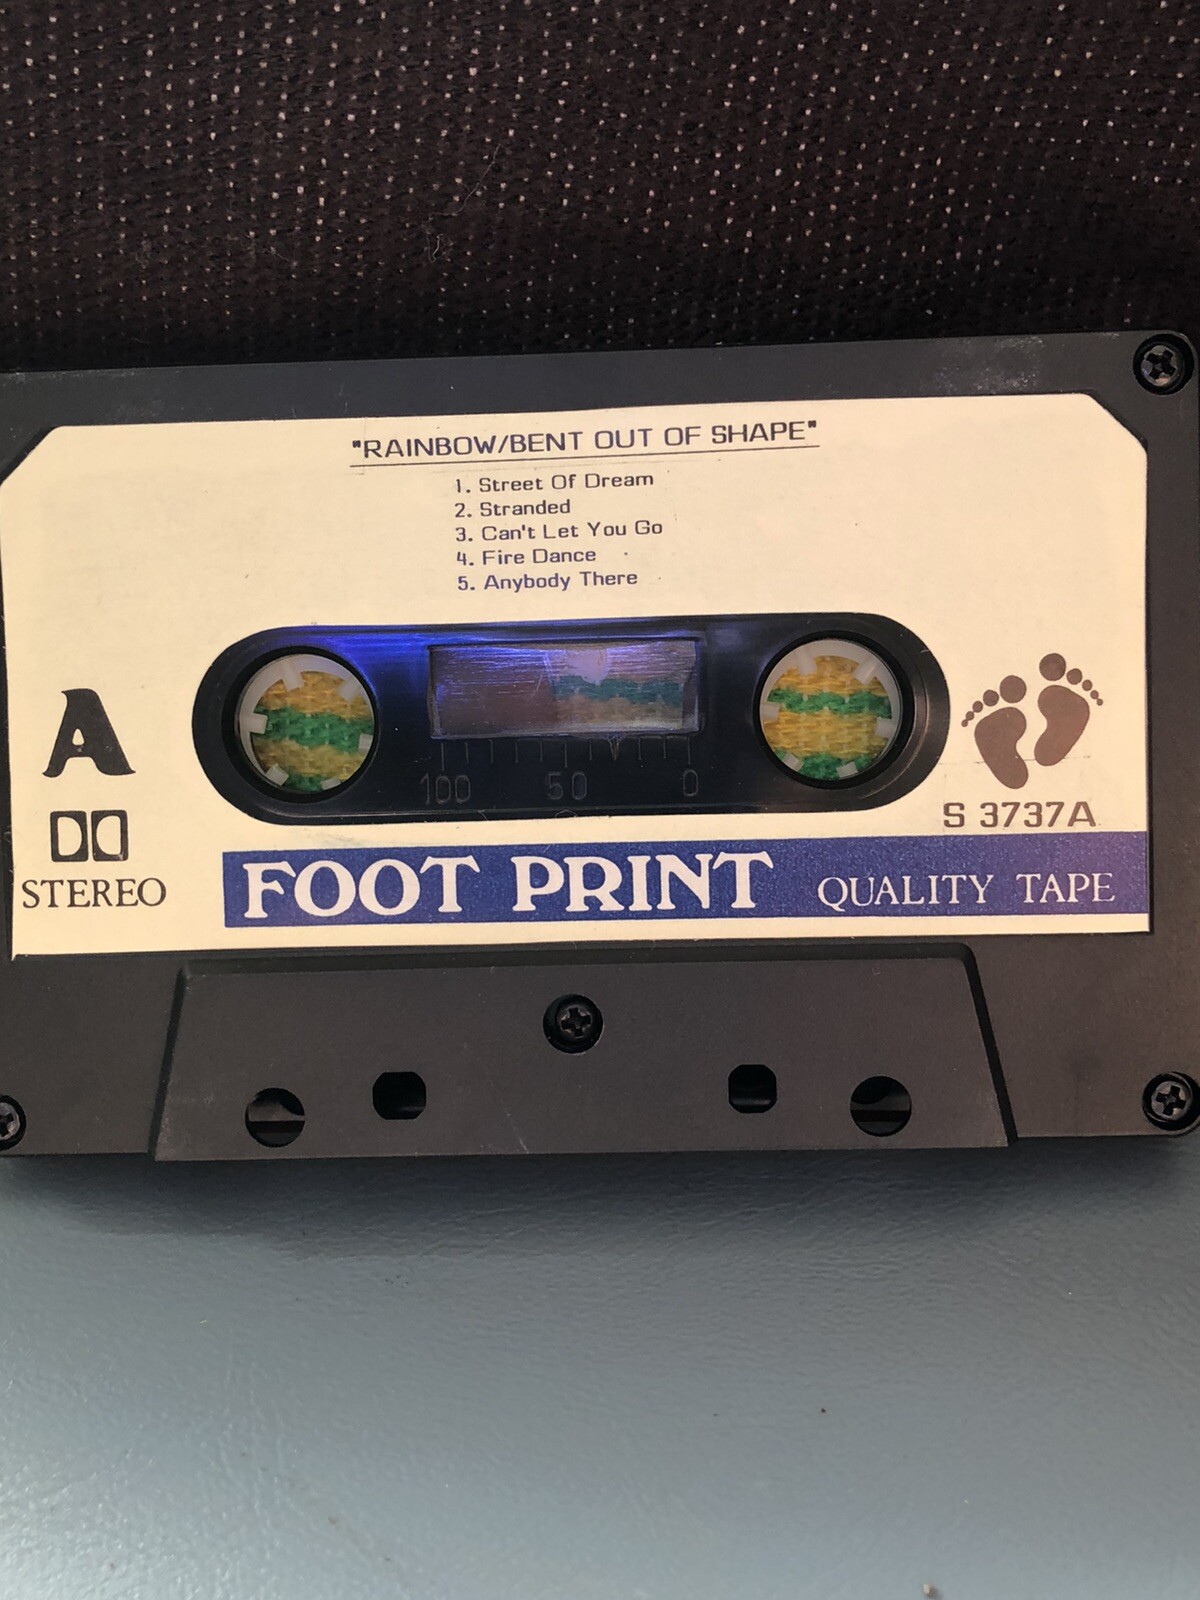 "RAINBOW/BENT OUT OF SHAPE"
1. Street Of Dream
2. Stranded
3. Can't Let You Go
4. Fire Dance
5. Anybody There
A
STEREO
100 50 0
S 3737A
FOOT PRINT QUALITY TAPE